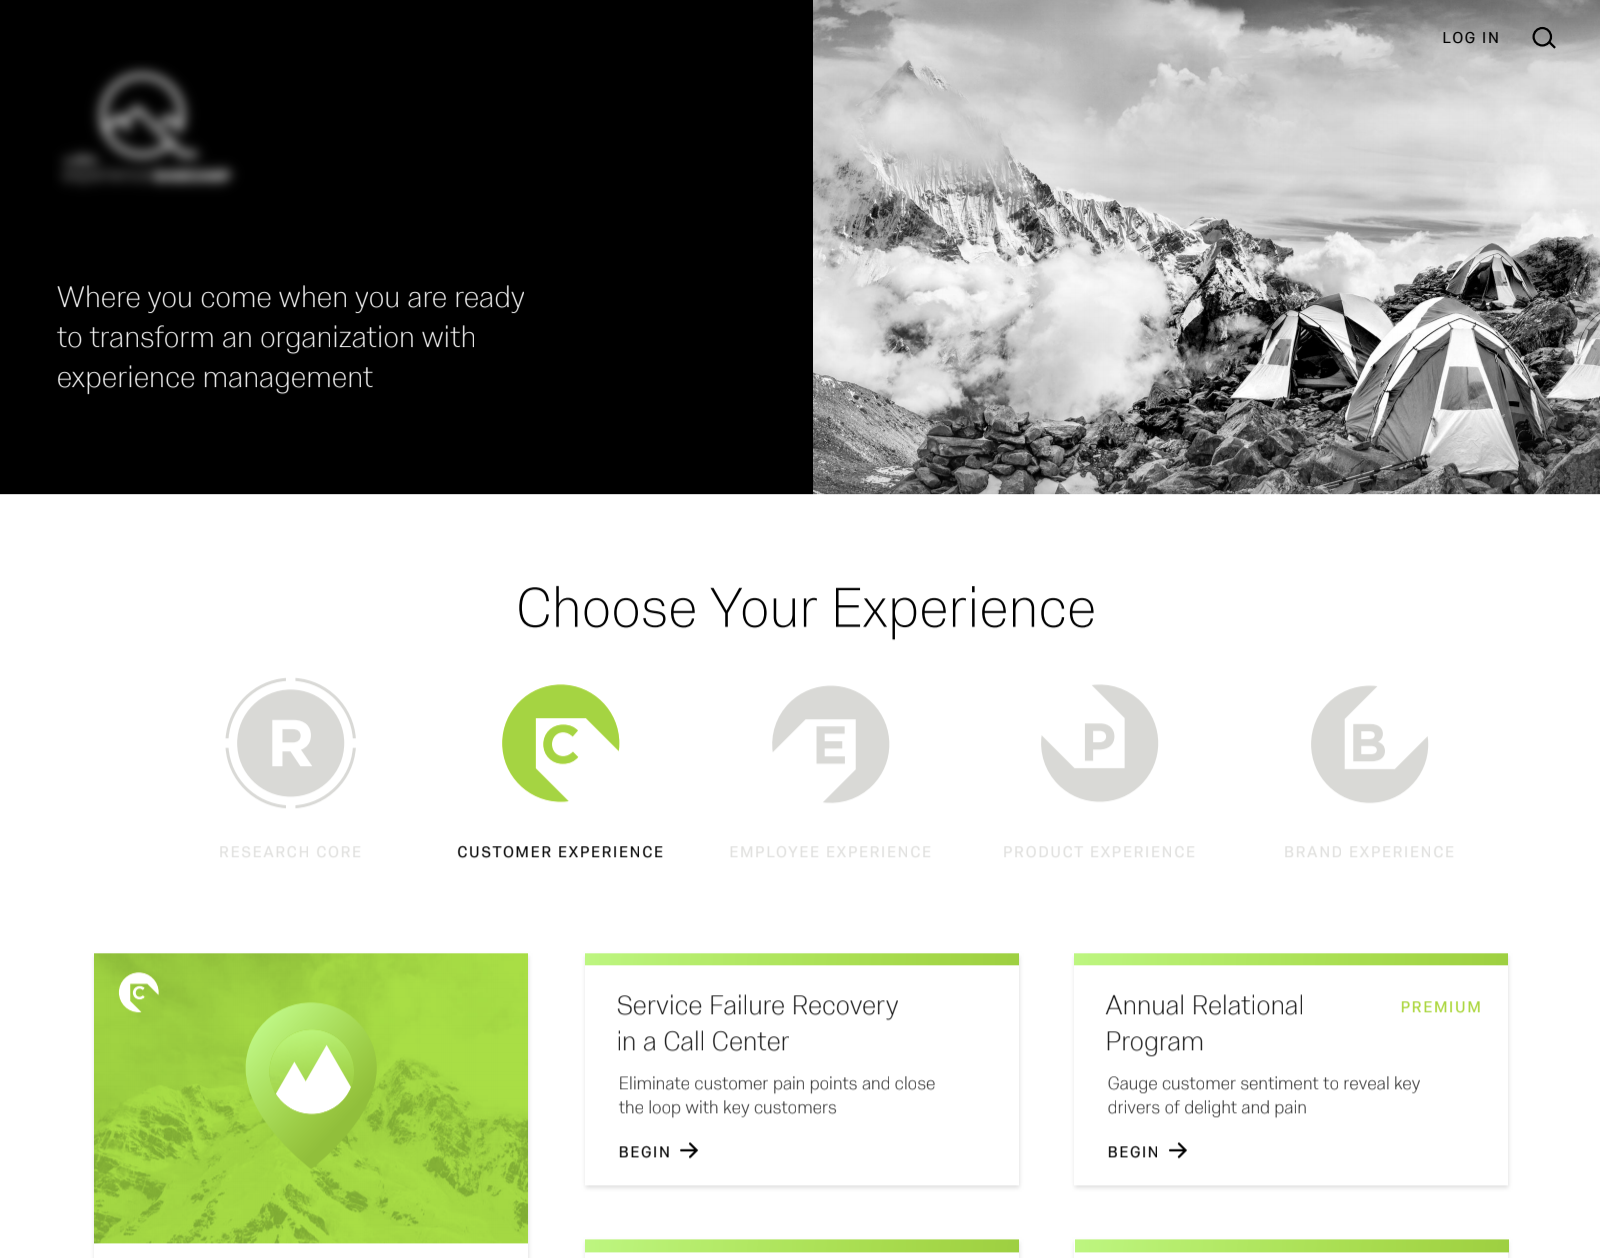 LOG IN
Where you come when you are ready
to transform an organization with
experience management
Choose Your Experience
R
C
E
P
B
RESEARCH CORE
CUSTOMER EXPERIENCE
EMPLOYEE EXPERIENCE
PRODUCT EXPERIENCE
BRAND EXPERIENCE
C
Service Failure Recovery
in a Call Center
Eliminate customer pain points and close
the loop with key customers
BEGIN
Annual Relational
Program
PREMIUM
Gauge customer sentiment to reveal key
drivers of delight and pain
BEGIN